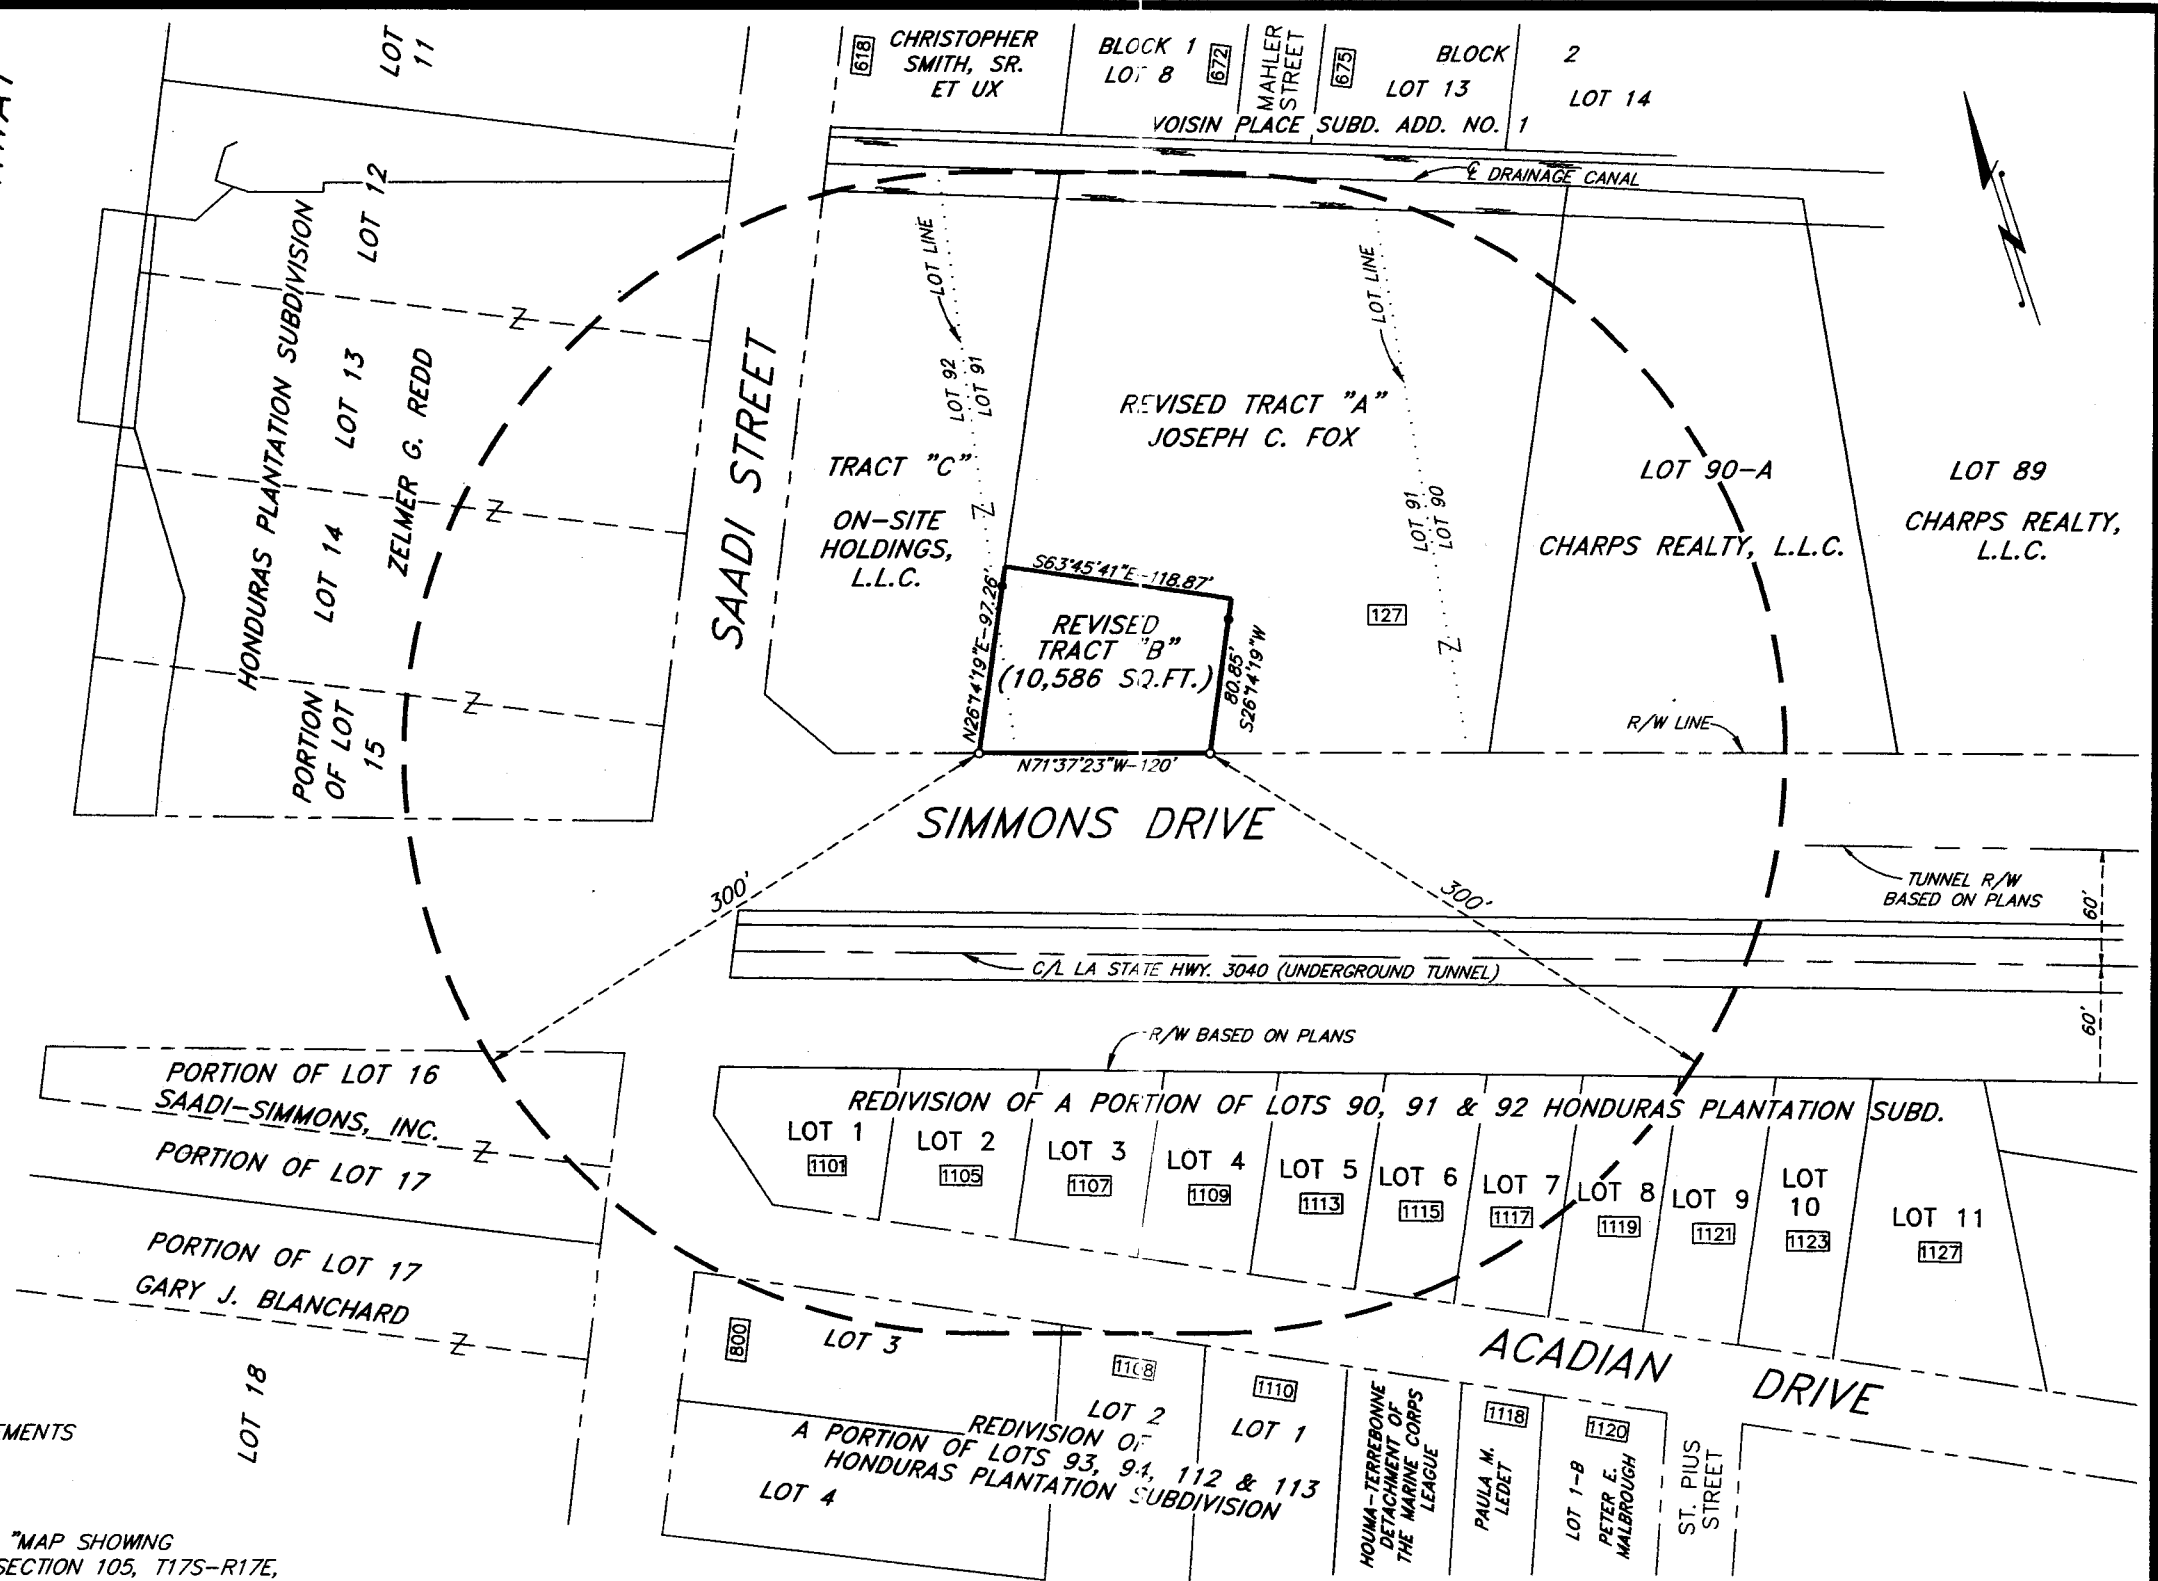 LOT
11
618
CHRISTOPHER
SMITH, SR.
ET UX
BLOCK 1
LOT 8
672
MAHLER
STREET
675
BLOCK 2
LOT 13
LOT 14
VOISIN PLACE SUBD. ADD. NO. 1
℄ DRAINAGE CANAL
LOT 12
HONDURAS PLANTATION SUBDIVISION
LOT 13
LOT 14
ZELMER G. REDD
PORTION
OF LOT
15
SAADI STREET
LOT LINE
LOT 92
LOT 91
LOT LINE
LOT 91
LOT 90
TRACT "C"
ON-SITE
HOLDINGS,
L.L.C.
REVISED TRACT "A"
JOSEPH C. FOX
LOT 90-A
CHARPS REALTY, L.L.C.
LOT 89
CHARPS REALTY,
L.L.C.
S63°45'41"E-118.87'
N26°14'19"E-97.26'
REVISED
TRACT "B"
(10,586 SQ.FT.)
80.85'
S26°14'19"W
N71°37'23"W-120'
127
R/W LINE
SIMMONS DRIVE
300'
300'
TUNNEL R/W
BASED ON PLANS
60'
60'
C/L LA STATE HWY. 3040 (UNDERGROUND TUNNEL)
R/W BASED ON PLANS
PORTION OF LOT 16
SAADI-SIMMONS, INC.
PORTION OF LOT 17
PORTION OF LOT 17
GARY J. BLANCHARD
LOT 18
REDIVISION OF A PORTION OF LOTS 90, 91 & 92 HONDURAS PLANTATION SUBD.
LOT 1
1101
LOT 2
1105
LOT 3
1107
LOT 4
1109
LOT 5
1113
LOT 6
1115
LOT 7
1117
LOT 8
1119
LOT 9
1121
LOT
10
1123
LOT 11
1127
ACADIAN DRIVE
800
LOT 3
1108
LOT 2
1110
LOT 1
REDIVISION OF
A PORTION OF LOTS 93, 94, 112 & 113
HONDURAS PLANTATION SUBDIVISION
LOT 4
HOUMA-TERREBONNE
DETACHMENT OF
THE MARINE CORPS
LEAGUE
1118
PAULA M.
LEDET
1120
LOT 1-B
PETER E.
MALBROUGH
ST. PIUS
STREET
EMENTS
"MAP SHOWING
SECTION 105, T17S-R17E,